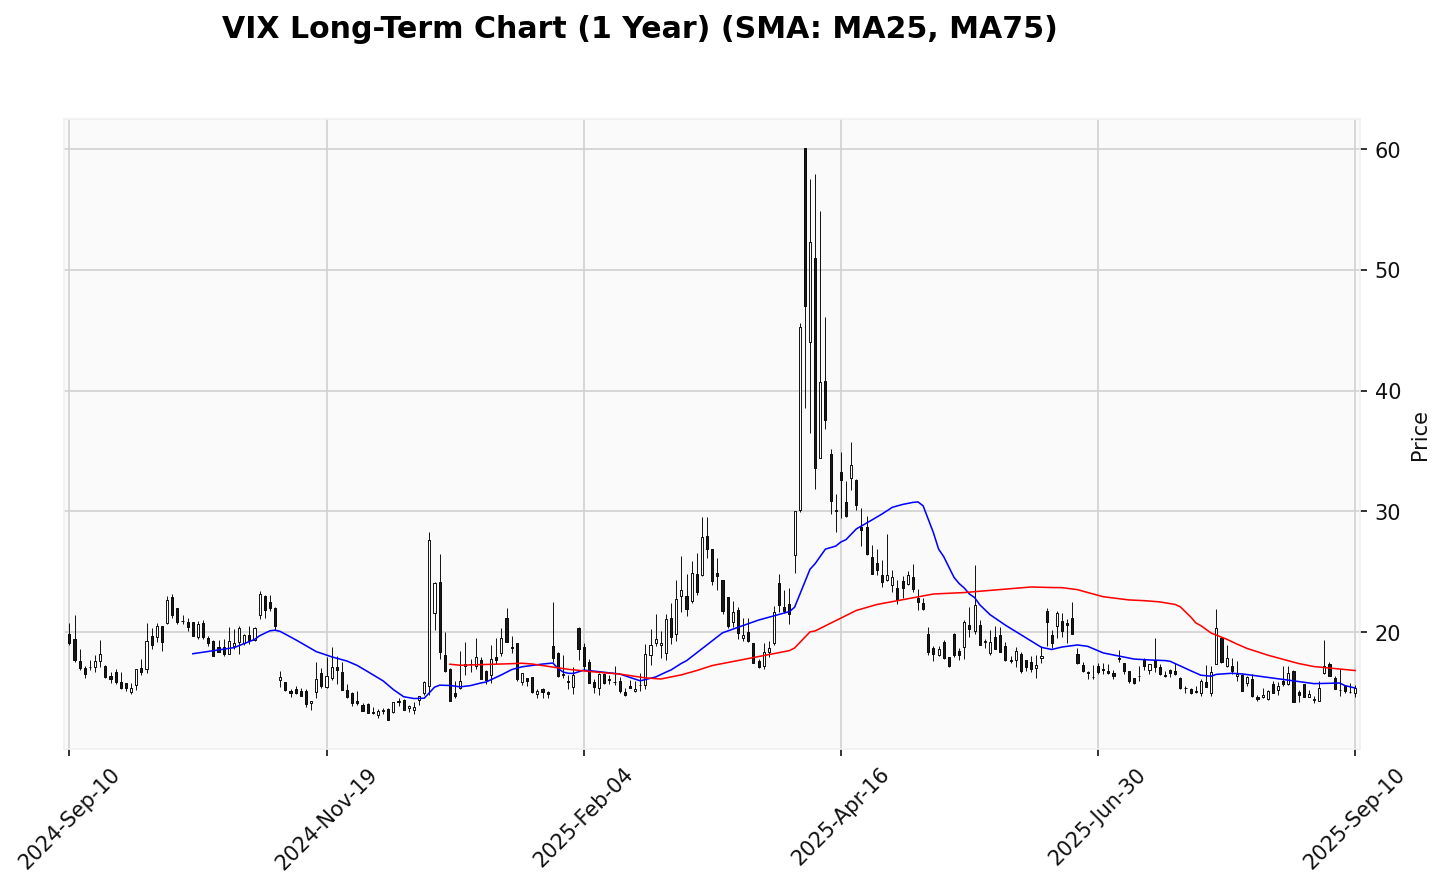 VIX Long-Term Chart (1 Year) (SMA: MA25, MA75)
60
50
40
30
20
Price
2024-Sep-10
2024-Nov-19
2025-Feb-04
2025-Apr-16
2025-Jun-30
2025-Sep-10